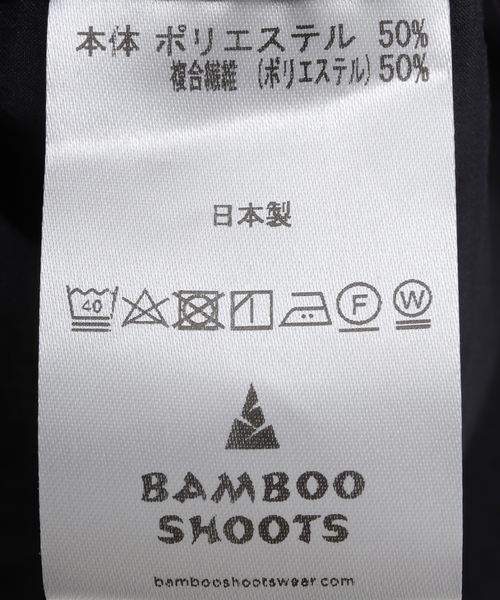 本体 ポリエステル 50%
複合繊維 (ポリエステル) 50%
日本製
40 F W
BAMBOO
SHOOTS
bambooshootswear.com